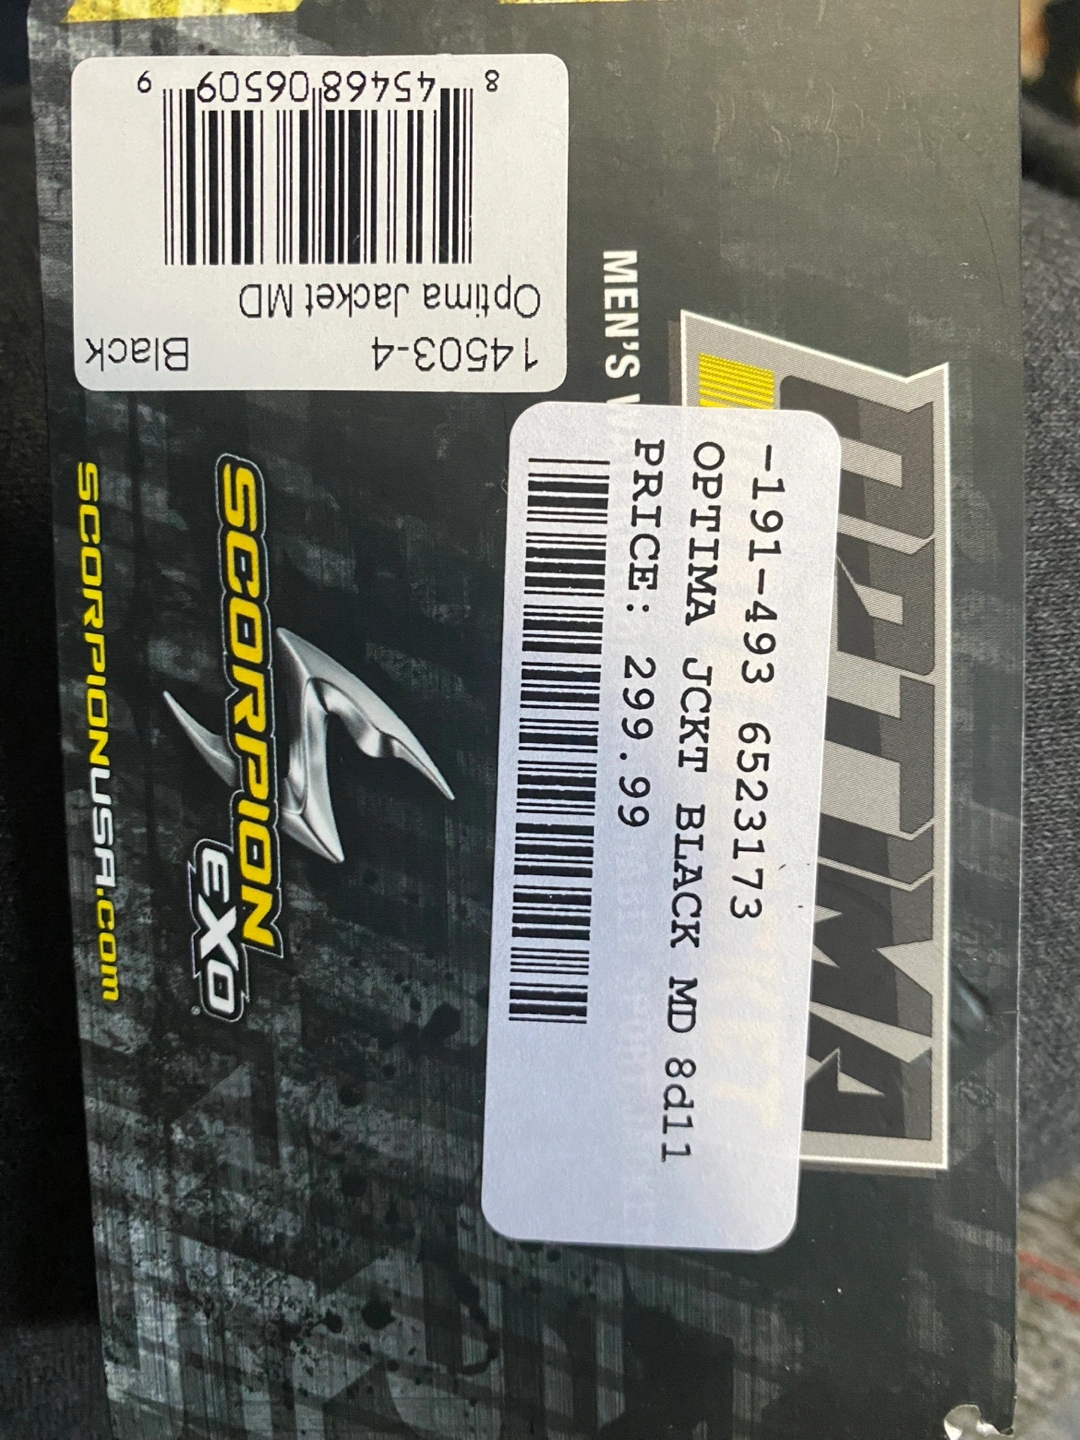 8 45468 06509 9
Optima Jacket MD
14503-4 Black
MEN'S
OPTIMA
-191-493 6523173
OPTIMA JCKT BLACK MD 8d11
PRICE: 299.99
SCORPION
EXO®
SCORPIONUSA.com